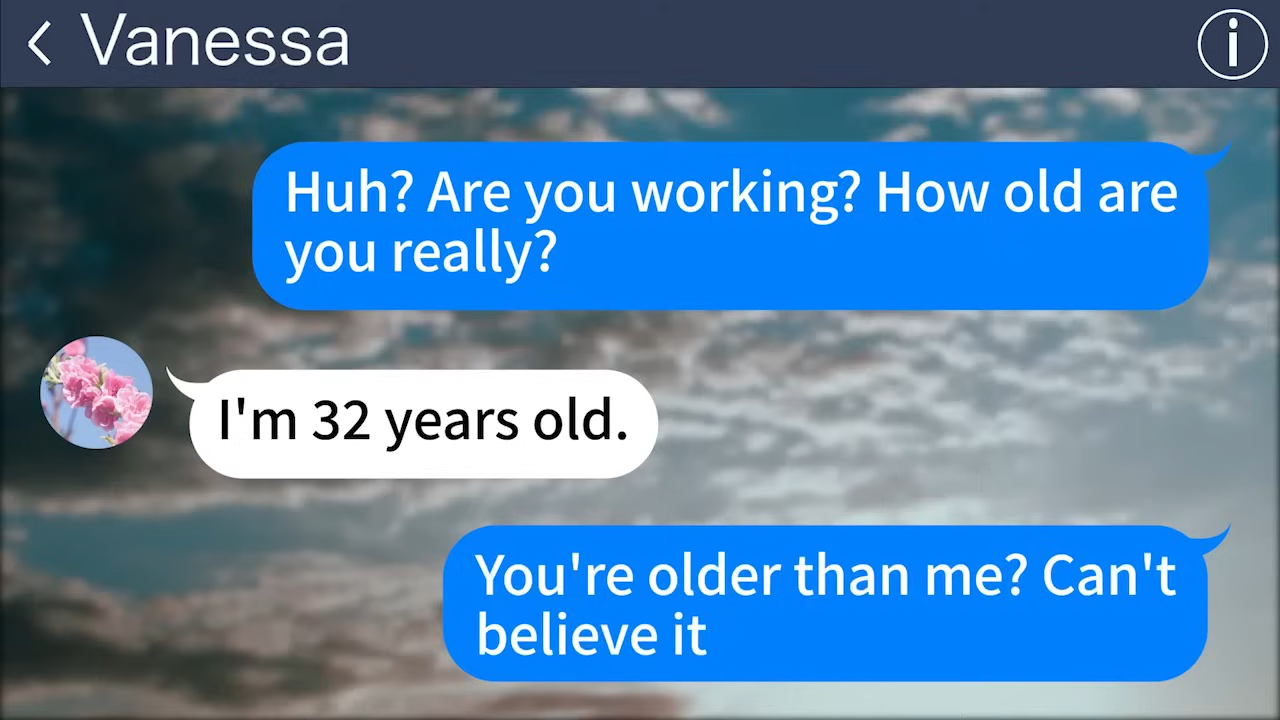 Vanessa
Huh? Are you working? How old are
you really?
I'm 32 years old.
You're older than me? Can't
believe it